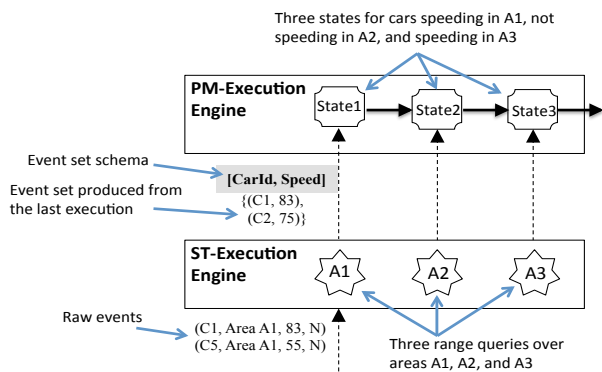 Three states for cars speeding in A1, not
speeding in A2, and speeding in A3
PM-Execution
Engine
State1
State2
State3
Event set schema
[CarId, Speed]
Event set produced from
the last execution
{(C1, 83),
(C2, 75)}
ST-Execution
Engine
A1
A2
A3
Raw events
(C1, Area A1, 83, N)
(C5, Area A1, 55, N)
Three range queries over
areas A1, A2, and A3